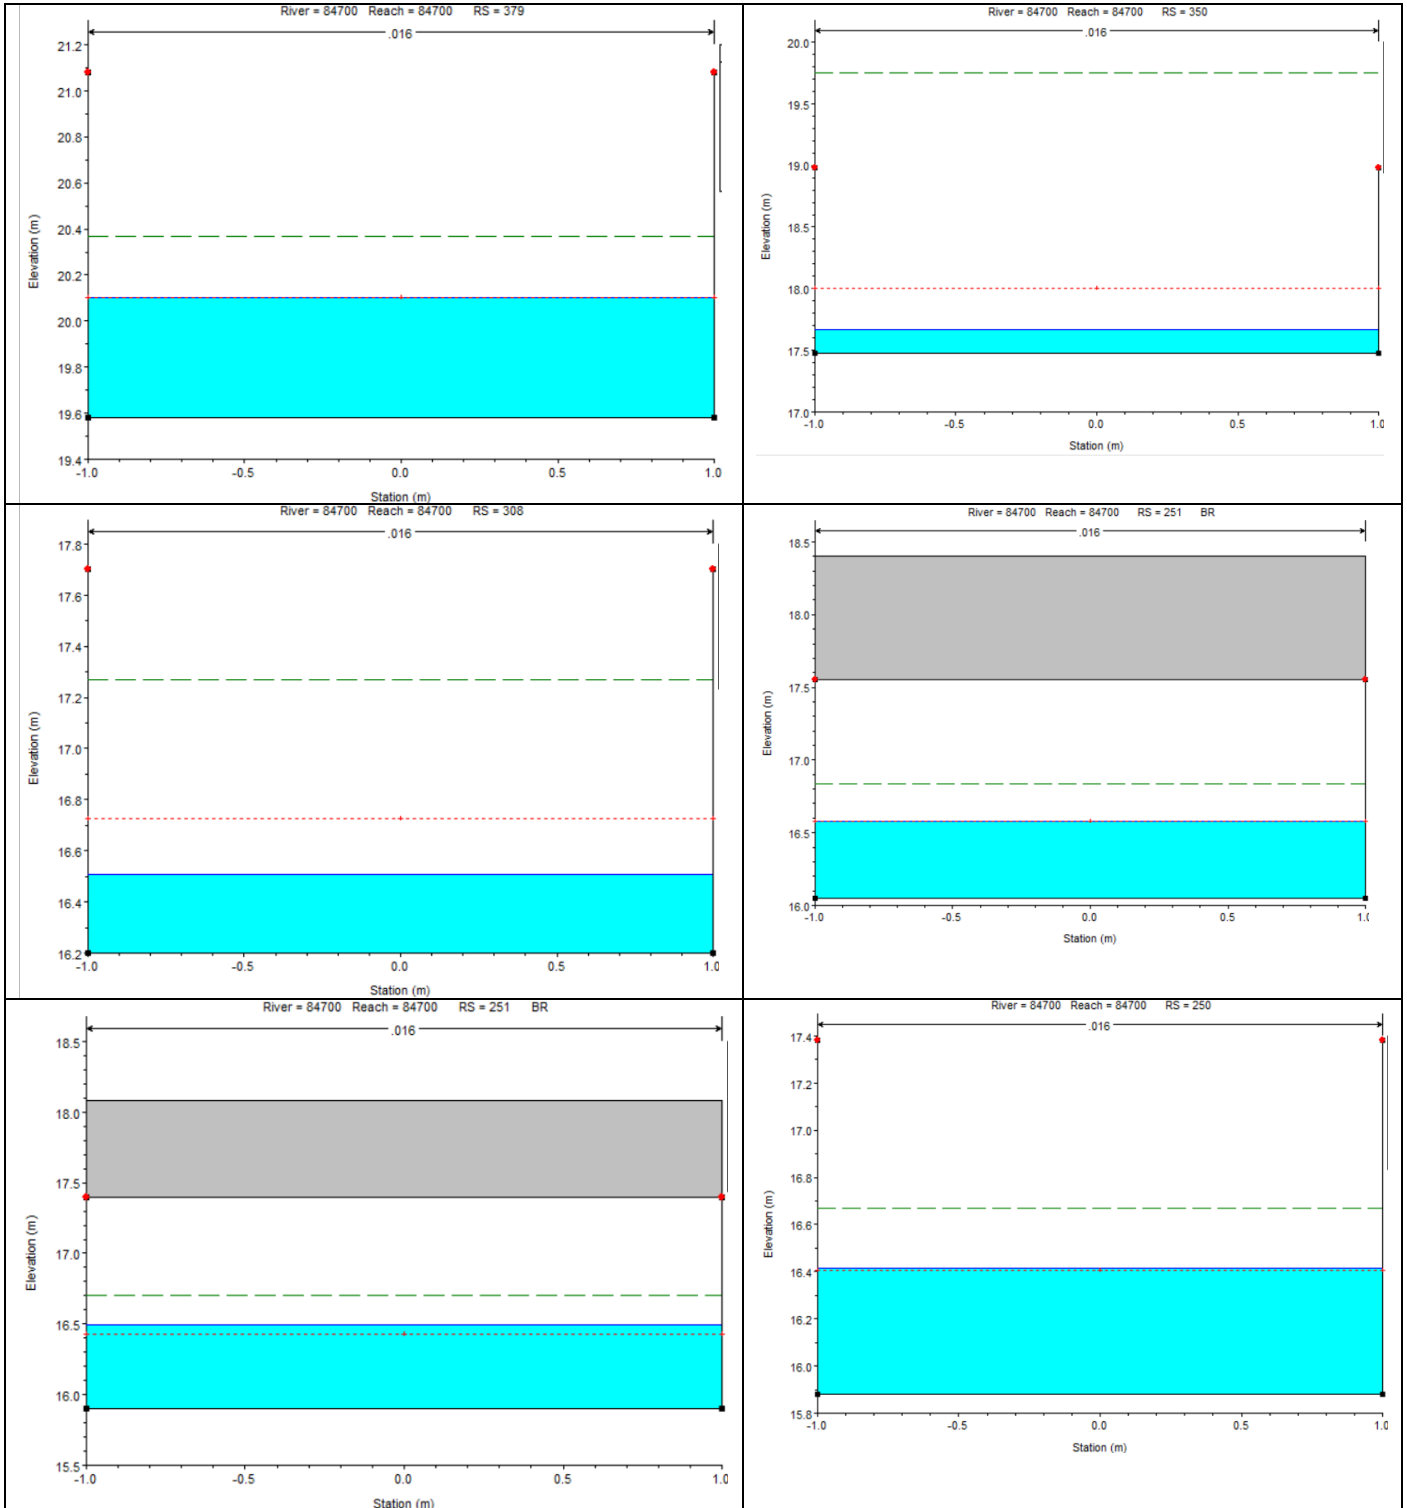 River = 84700 Reach = 84700 RS = 379
.016
21.2
21.0
20.8
20.6
20.4
20.2
20.0
19.8
19.6
19.4
Elevation (m)
-1.0 -0.5 0.0 0.5 1.0
Station (m)
River = 84700 Reach = 84700 RS = 350
.016
20.0
19.5
19.0
18.5
18.0
17.5
17.0
Elevation (m)
-1.0 -0.5 0.0 0.5 1.0
Station (m)
River = 84700 Reach = 84700 RS = 308
.016
17.8
17.6
17.4
17.2
17.0
16.8
16.6
16.4
16.2
Elevation (m)
-1.0 -0.5 0.0 0.5 1.0
Station (m)
River = 84700 Reach = 84700 RS = 251 BR
.016
18.5
18.0
17.5
17.0
16.5
16.0
Elevation (m)
-1.0 -0.5 0.0 0.5 1.0
Station (m)
River = 84700 Reach = 84700 RS = 251 BR
.016
18.5
18.0
17.5
17.0
16.5
16.0
15.5
Elevation (m)
-1.0 -0.5 0.0 0.5 1.0
Station (m)
River = 84700 Reach = 84700 RS = 250
.016
17.4
17.2
17.0
16.8
16.6
16.4
16.2
16.0
15.8
Elevation (m)
-1.0 -0.5 0.0 0.5 1.0
Station (m)